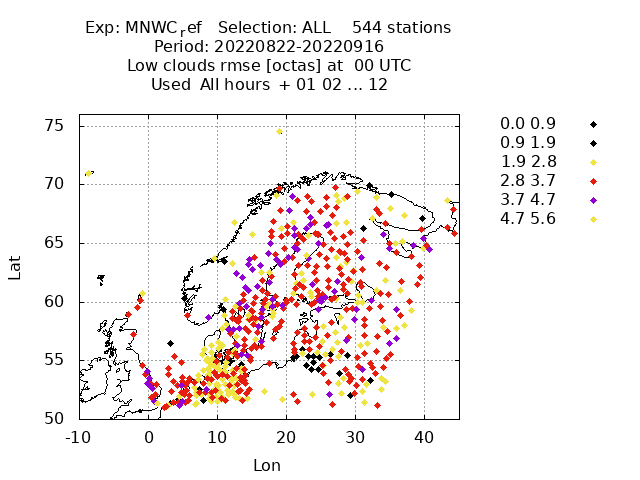 Exp: MNWCref Selection: ALL 544 stations
Period: 20220822-20220916
Low clouds rmse [octas] at 00 UTC
Used All hours + 01 02 ... 12
75
70
65
60
55
50
-10 0 10 20 30 40
Lat
Lon
0.0 0.9
0.9 1.9
1.9 2.8
2.8 3.7
3.7 4.7
4.7 5.6